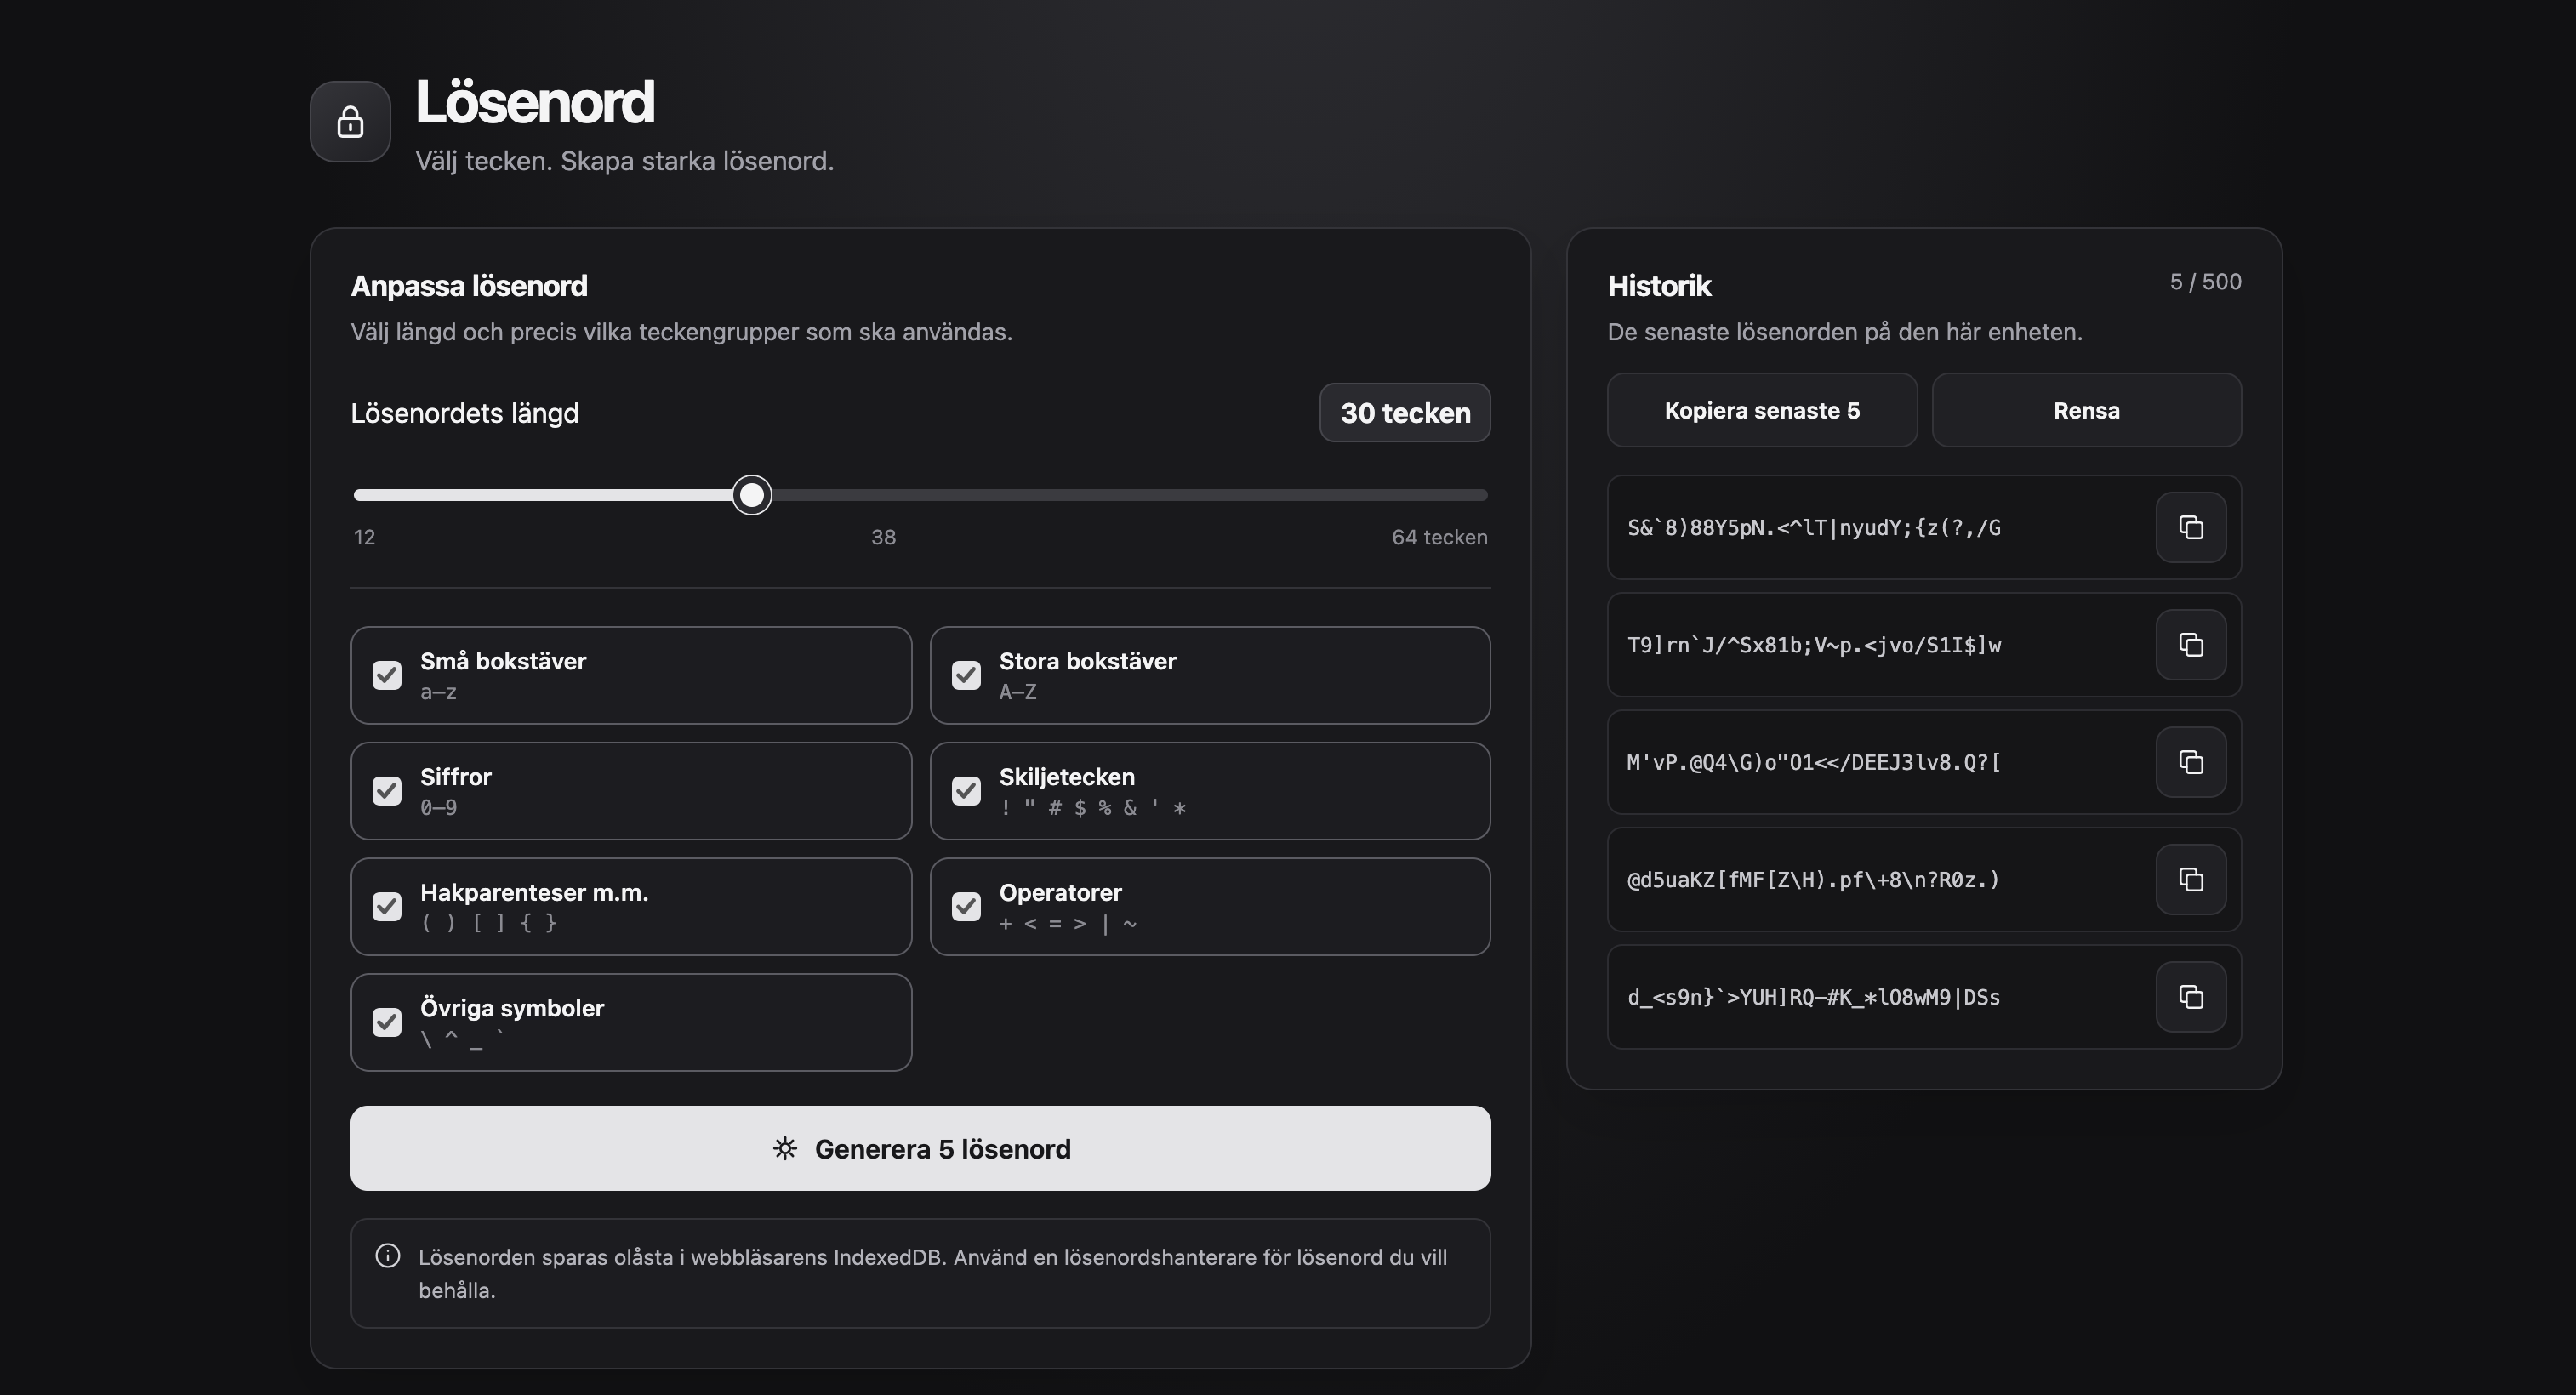 Lösenord
Välj tecken. Skapa starka lösenord.
Anpassa lösenord
Välj längd och precis vilka teckengrupper som ska användas.
Lösenordets längd
30 tecken
12
38
64 tecken
Små bokstäver
a–z
Stora bokstäver
A–Z
Siffror
0–9
Skiljetecken
! " # $ % & ' *
Hakparenteser m.m.
( ) [ ] { }
Operatorer
+ < = > | ~
Övriga symboler
\ ^ _ `
Generera 5 lösenord
Lösenorden sparas olåsta i webbläsarens IndexedDB. Använd en lösenordshanterare för lösenord du vill
behålla.
Historik
5 / 500
De senaste lösenorden på den här enheten.
Kopiera senaste 5
Rensa
S&`8)88Y5pN.<^lT|nyudY;{z(?,/G
T9]rn`J/^Sx81b;V~p.<jvo/S1I$]w
M'vP.@Q4\G)o"O1<</DEEJ3lv8.Q?[
@d5uaKZ[fMF[Z\H).pf\+8\n?R0z.)
d_<s9n}`>YUH]RQ-#K_*lO8wM9|DSs